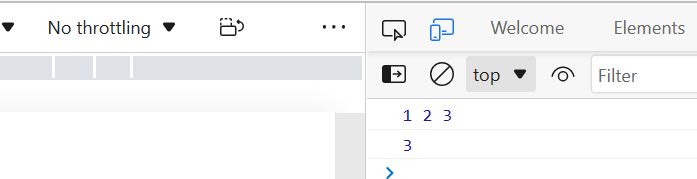 No throttling
Welcome Elements
top Filter
1 2 3
3